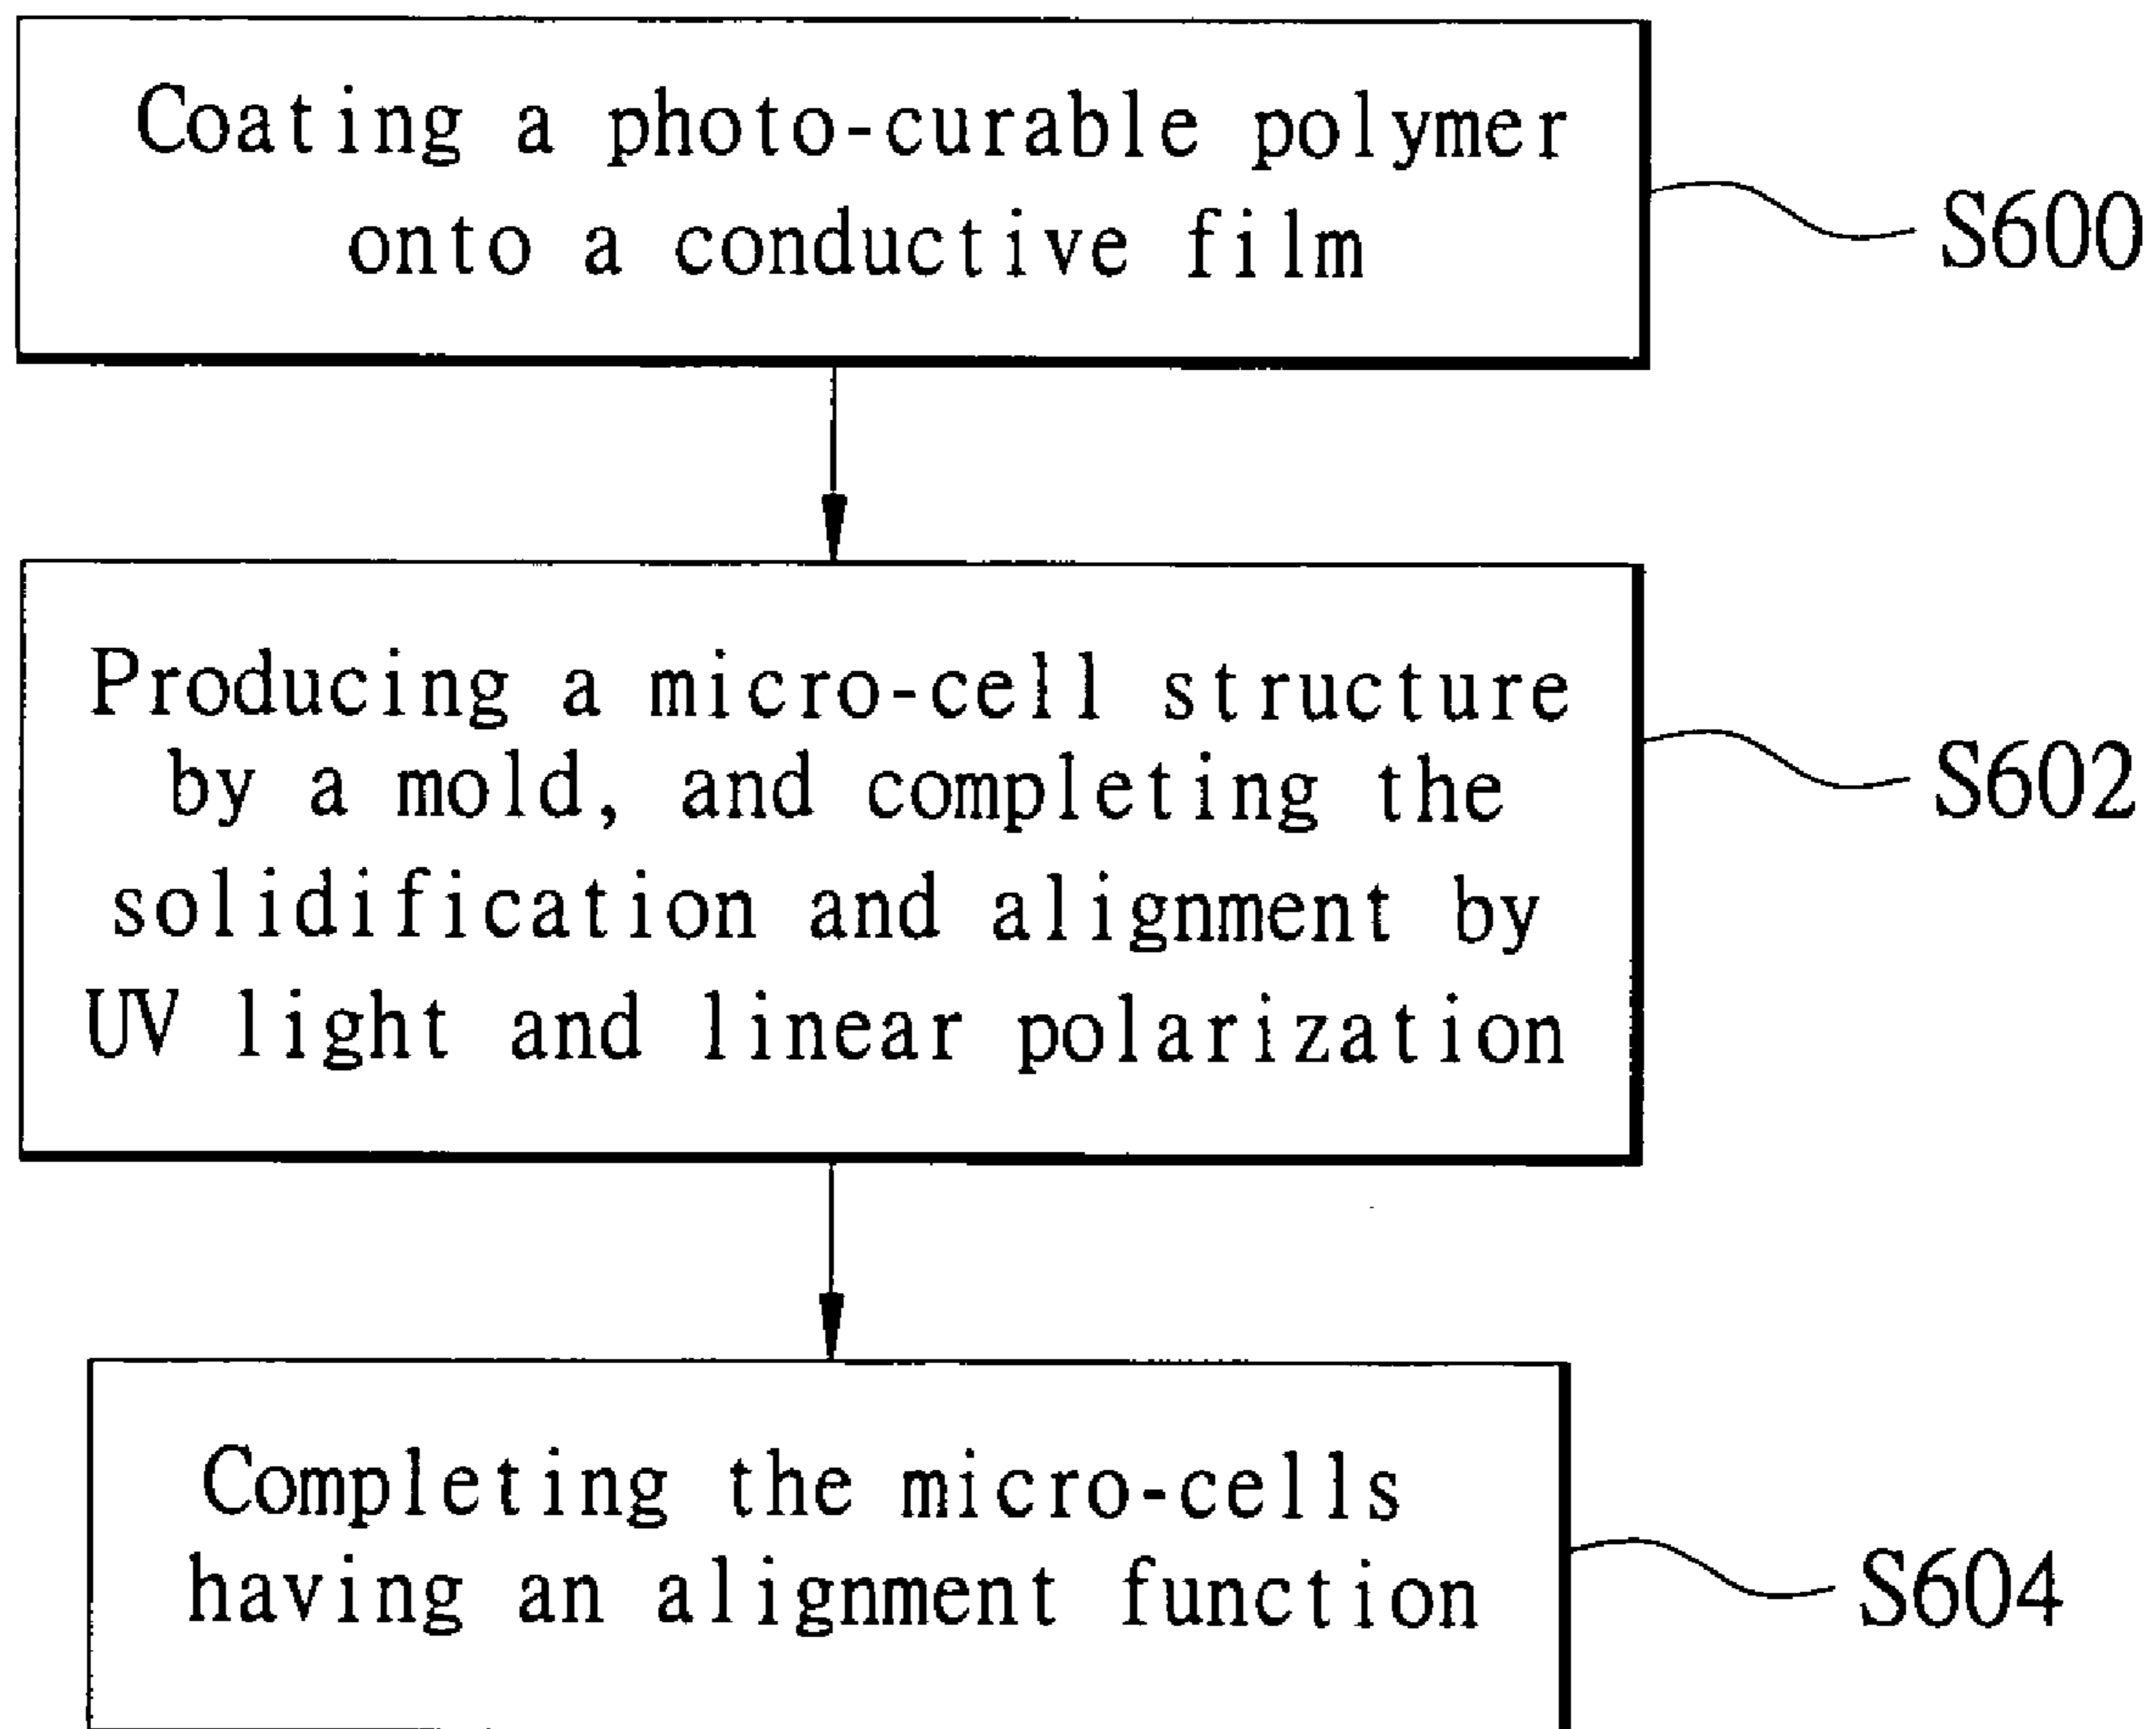 Coating a photo-curable polymer
onto a conductive film
S600
Producing a micro-cell structure
by a mold, and completing the
solidification and alignment by
UV light and linear polarization
S602
Completing the micro-cells
having an alignment function
S604